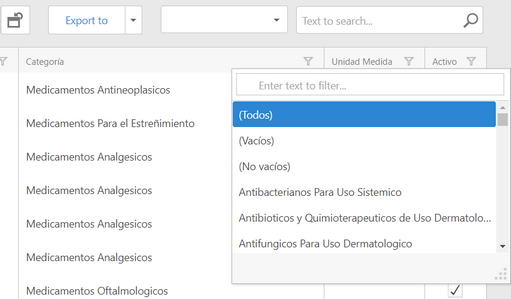 Export to
Text to search...
Categoría
Unidad Medida
Activo
Enter text to filter...
Medicamentos Antineoplasicos
(Todos)
Medicamentos Para el Estreñimiento
(Vacíos)
Medicamentos Analgesicos
(No vacíos)
Medicamentos Analgesicos
Antibacterianos Para Uso Sistemico
Medicamentos Analgesicos
Antibioticos y Quimioterapeuticos de Uso Dermatolo...
Medicamentos Analgesicos
Antifungicos Para Uso Dermatologico
Medicamentos Oftalmologicos